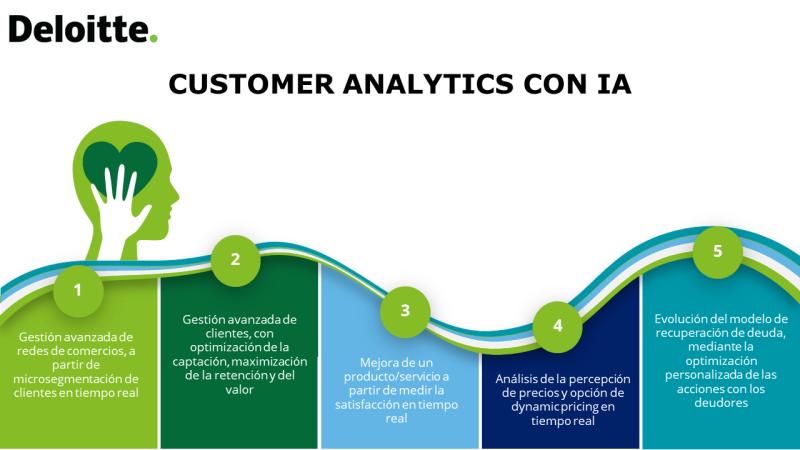 Deloitte.
CUSTOMER ANALYTICS CON IA
1
Gestión avanzada de
redes de comercios, a
partir de
microsegmentación de
clientes en tiempo real
2
Gestión avanzada de
clientes, con
optimización de la
captación, maximización
de la retención y del
valor
3
Mejora de un
producto/servicio a
partir de medir la
satisfacción en tiempo
real
4
Análisis de la percepción
de precios y opción de
dynamic pricing en
tiempo real
5
Evolución del modelo de
recuperación de deuda,
mediante la
optimización
personalizada de las
acciones con los
deudores